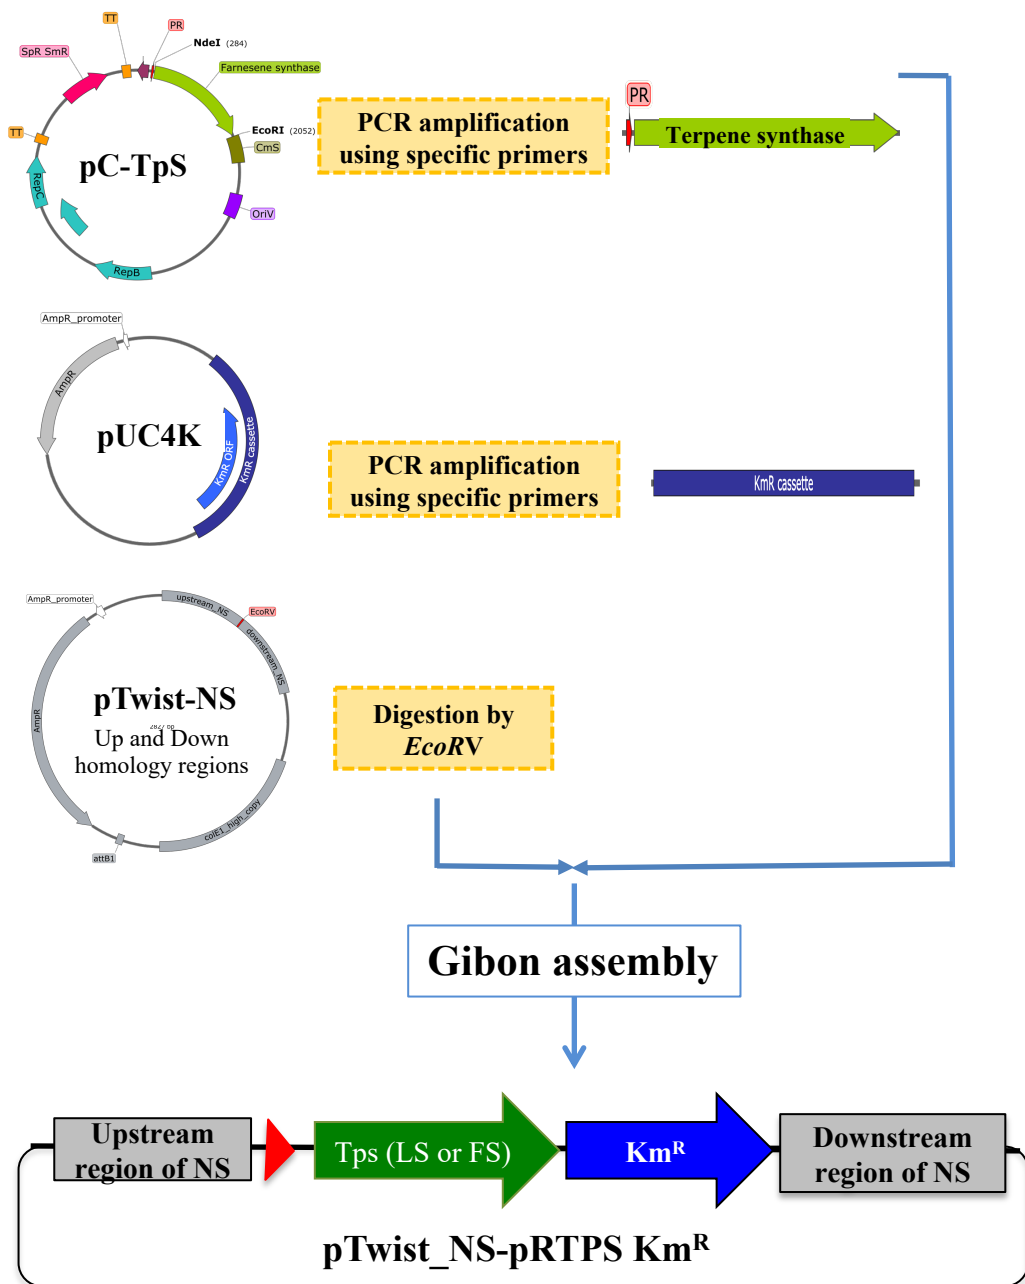 TT
PR
NdeI (284)
SpR SmR
Farnesene synthase
TT
EcoRI (2052)
CmS
pC-TpS
RepC
OriV
RepB
PCR amplification
using specific primers
PR
Terpene synthase
AmpR_promoter
AmpR
pUC4K
KmR ORF
KmR cassette
PCR amplification
using specific primers
KmR cassette
AmpR_promoter
upstream_NS
EcoRV
downstream_NS
AmpR
pTwist-NS
Up and Down
homology regions
colE1_high_copy
attB1
Digestion by
EcoRV
Gibon assembly
Upstream
region of NS
Tps (LS or FS)
Km^R
Downstream
region of NS
pTwist_NS-pRTPS Km^R